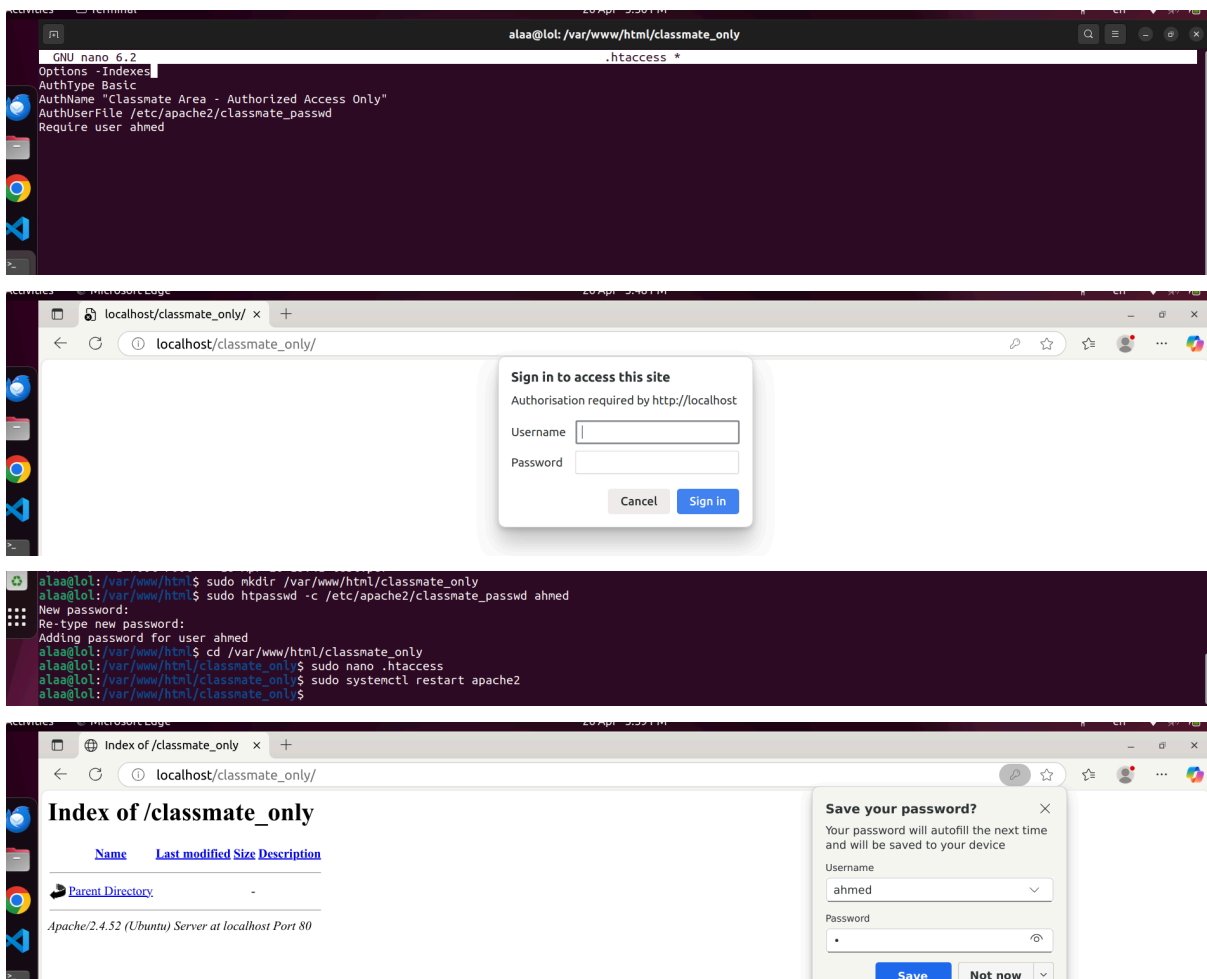 alaa@lol: /var/www/html/classmate_only
GNU nano 6.2 .htaccess *
Options -Indexes
AuthType Basic
AuthName "Classmate Area - Authorized Access Only"
AuthUserFile /etc/apache2/classmate_passwd
Require user ahmed
localhost/classmate_only/
localhost/classmate_only/
Sign in to access this site
Authorisation required by http://localhost
Username
Password
Cancel Sign in
alaa@lol:/var/www/html$ sudo mkdir /var/www/html/classmate_only
alaa@lol:/var/www/html$ sudo htpasswd -c /etc/apache2/classmate_passwd ahmed
New password:
Re-type new password:
Adding password for user ahmed
alaa@lol:/var/www/html$ cd /var/www/html/classmate_only
alaa@lol:/var/www/html/classmate_only$ sudo nano .htaccess
alaa@lol:/var/www/html/classmate_only$ sudo systemctl restart apache2
alaa@lol:/var/www/html/classmate_only$
Index of /classmate_only
localhost/classmate_only/
Index of /classmate_only
Name Last modified Size Description
Parent Directory -
Apache/2.4.52 (Ubuntu) Server at localhost Port 80
Save your password?
Your password will autofill the next time
and will be saved to your device
Username
ahmed
Password
Save Not now